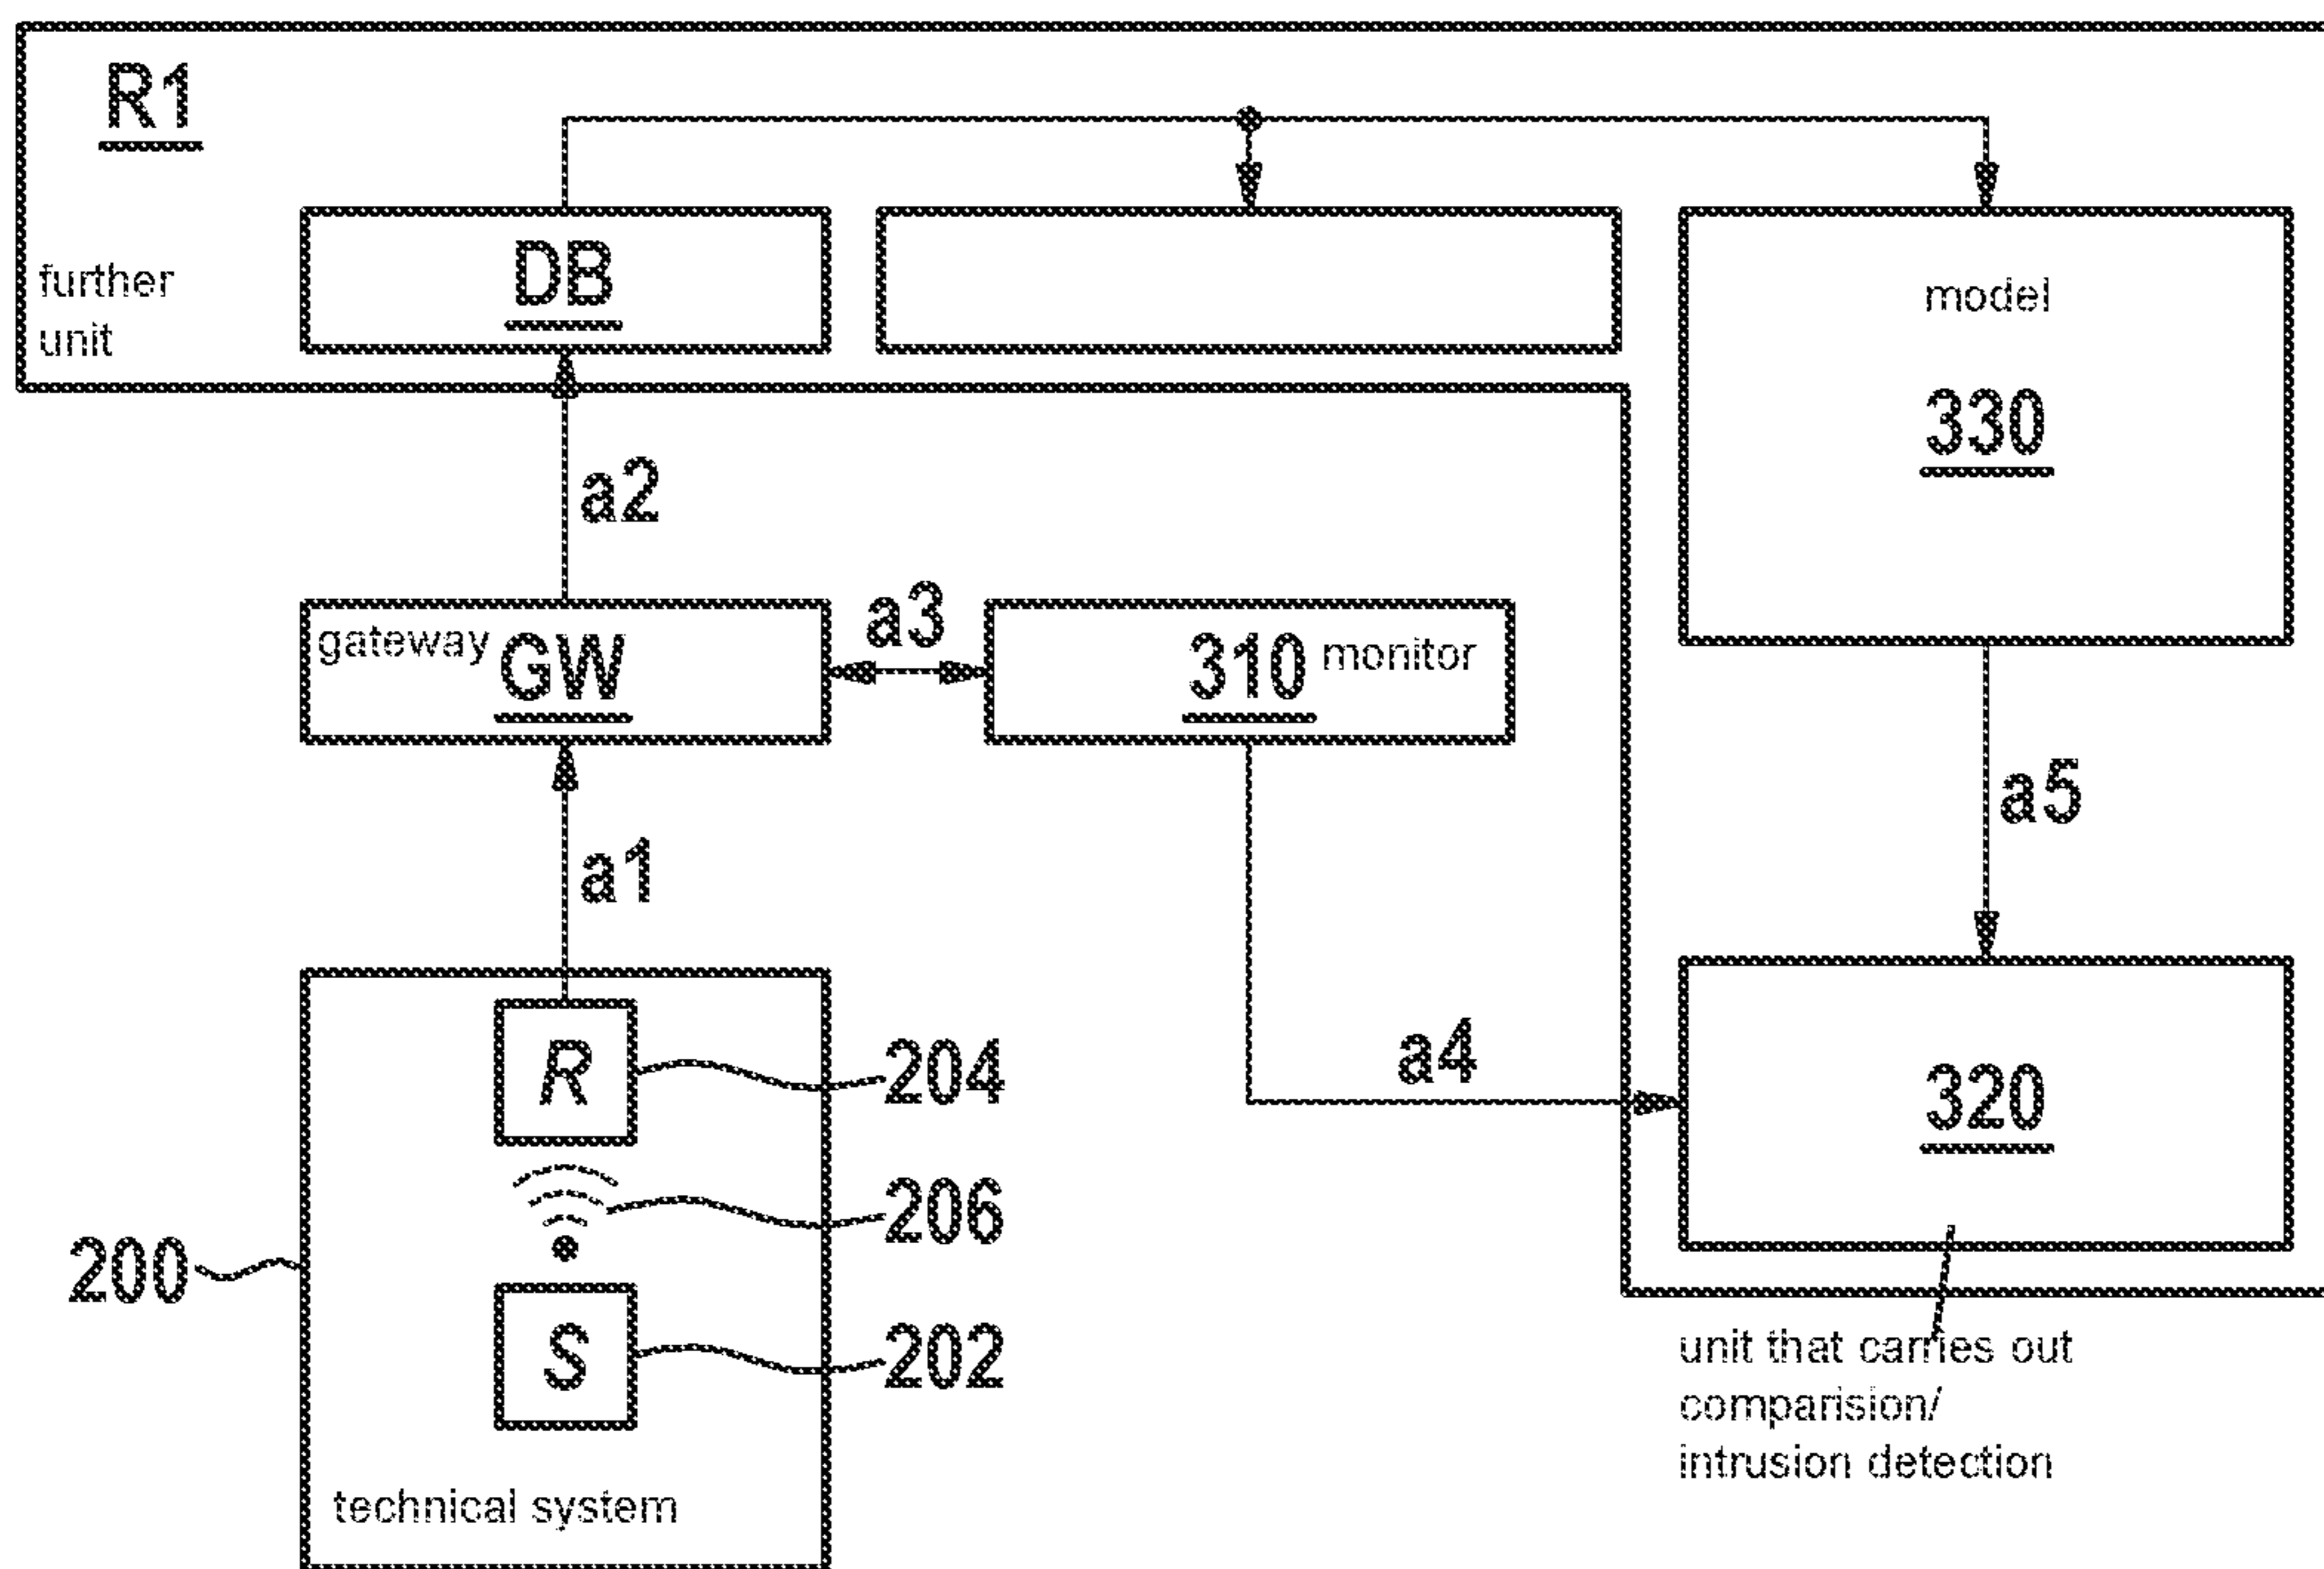 R1
further
unit
DB
model
330
a2
gateway
GW
a3
310
monitor
a5
a1
R
204
a4
320
206
200
S
202
unit that carries out
comparision/
intrusion detection
technical system